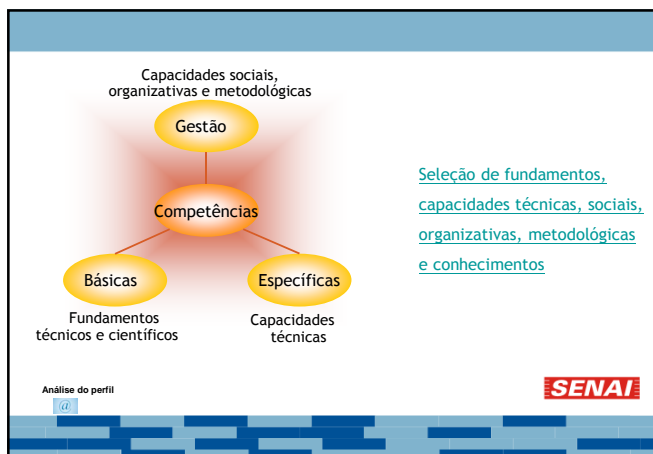 Capacidades sociais,
organizativas e metodológicas
Gestão
Competências
Básicas
Específicas
Fundamentos
técnicos e científicos
Capacidades
técnicas
Seleção de fundamentos,
capacidades técnicas, sociais,
organizativas, metodológicas
e conhecimentos
Análise do perfil
@
SENAI